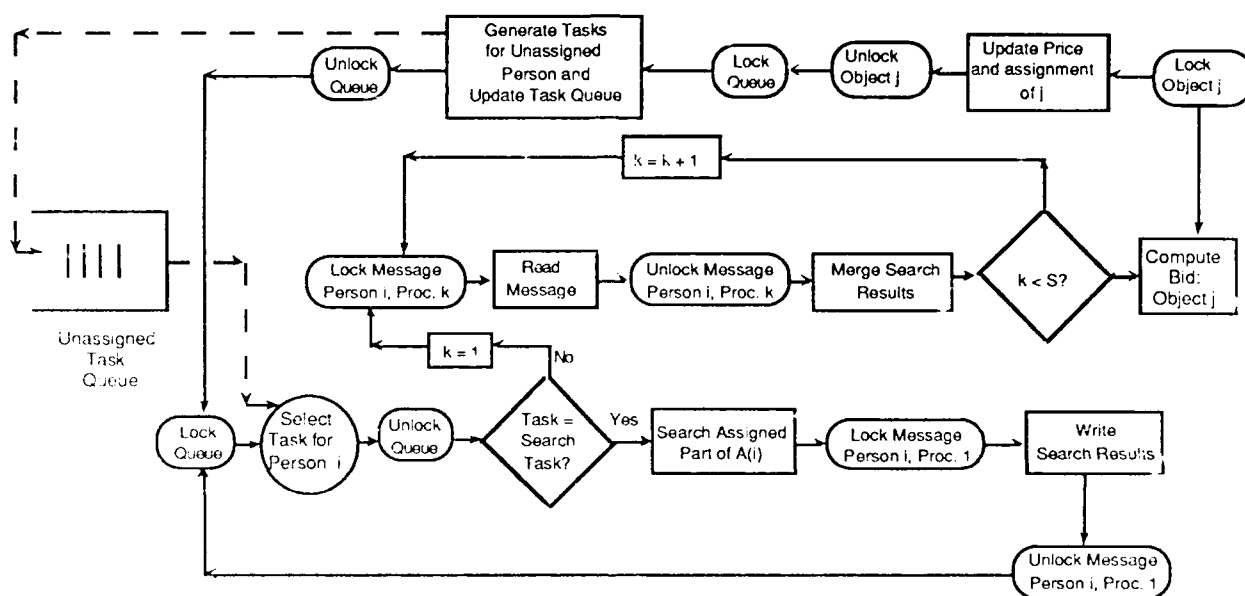 Generate Tasks
for Unassigned
Person and
Update Task Queue
Unlock
Queue
Lock
Queue
Unlock
Object j
Update Price
and assignment
of j
Lock
Object j
k = k + 1
Lock Message
Person i, Proc. k
Read
Message
Unlock Message
Person i, Proc. k
Merge Search
Results
k < S?
Compute
Bid:
Object j
Unassigned
Task
Queue
k = 1
No
Lock
Queue
Select
Task for
Person i
Unlock
Queue
Task =
Search
Task?
Yes
Search Assigned
Part of A(i)
Lock Message
Person i, Proc. 1
Write
Search Results
Unlock Message
Person i, Proc. 1